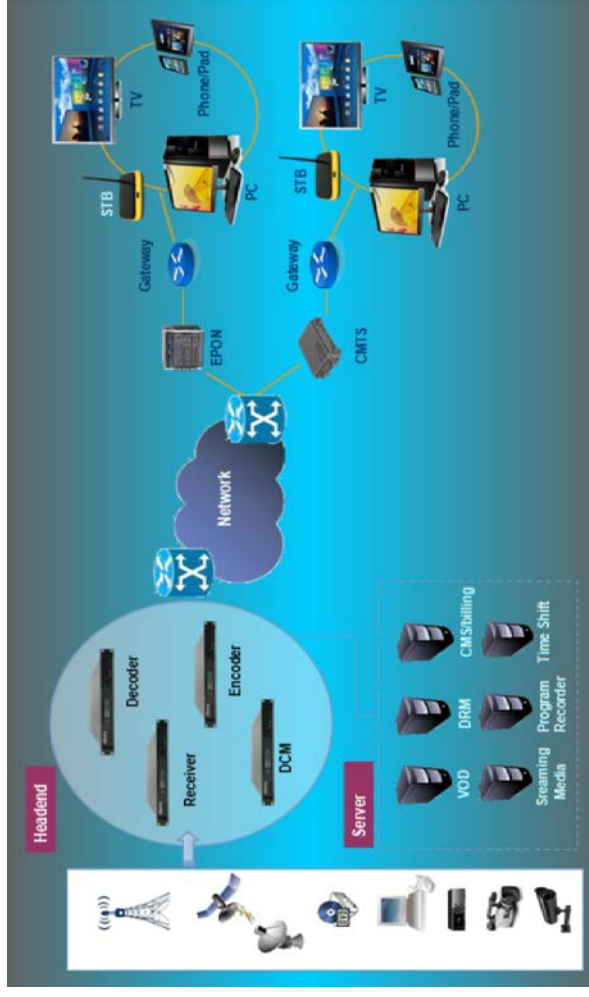 Headend
Decoder
Receiver
Encoder
DCM
Server
VOD
DRM
CMS/billing
Sreaming
Media
Program
Recorder
Time Shift
Network
EPON
Gateway
STB
TV
Phone/Pad
PC
CMTS
Gateway
STB
TV
Phone/Pad
PC